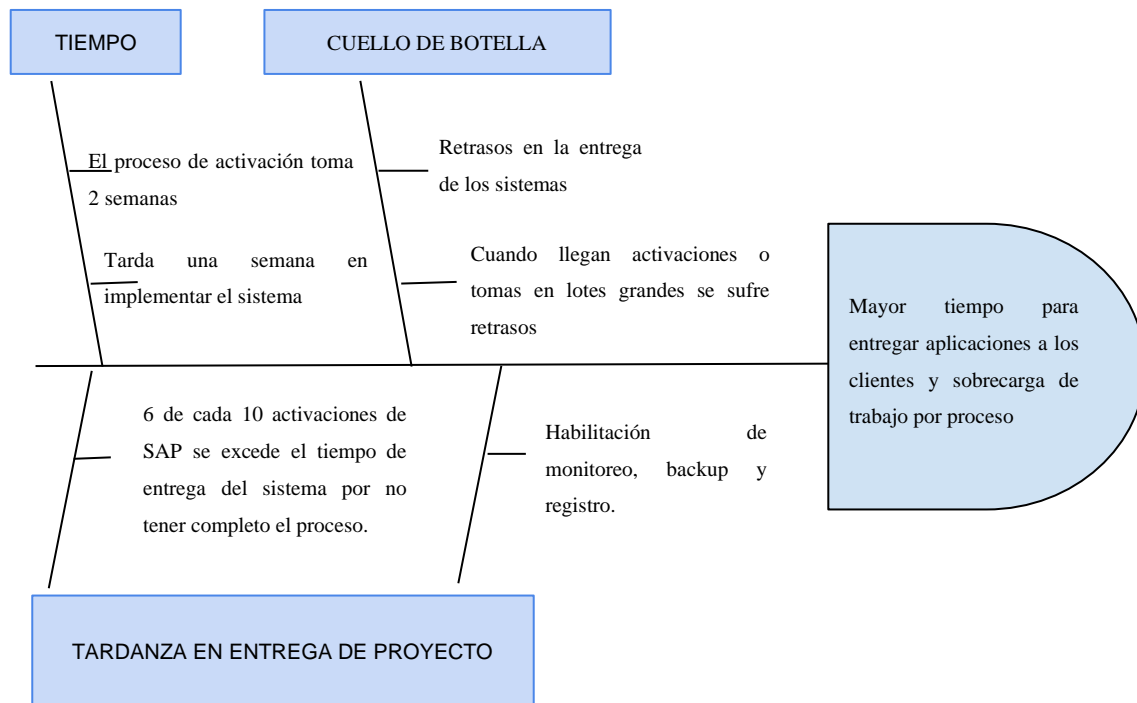 TIEMPO
CUELLO DE BOTELLA
El proceso de activación toma
2 semanas
Tarda una semana en
implementar el sistema
Retrasos en la entrega
de los sistemas
Cuando llegan activaciones o
tomas en lotes grandes se sufre
retrasos
Mayor tiempo para
entregar aplicaciones a los
clientes y sobrecarga de
trabajo por proceso
6 de cada 10 activaciones de
SAP se excede el tiempo de
entrega del sistema por no
tener completo el proceso.
Habilitación de
monitoreo, backup y
registro.
TARDANZA EN ENTREGA DE PROYECTO